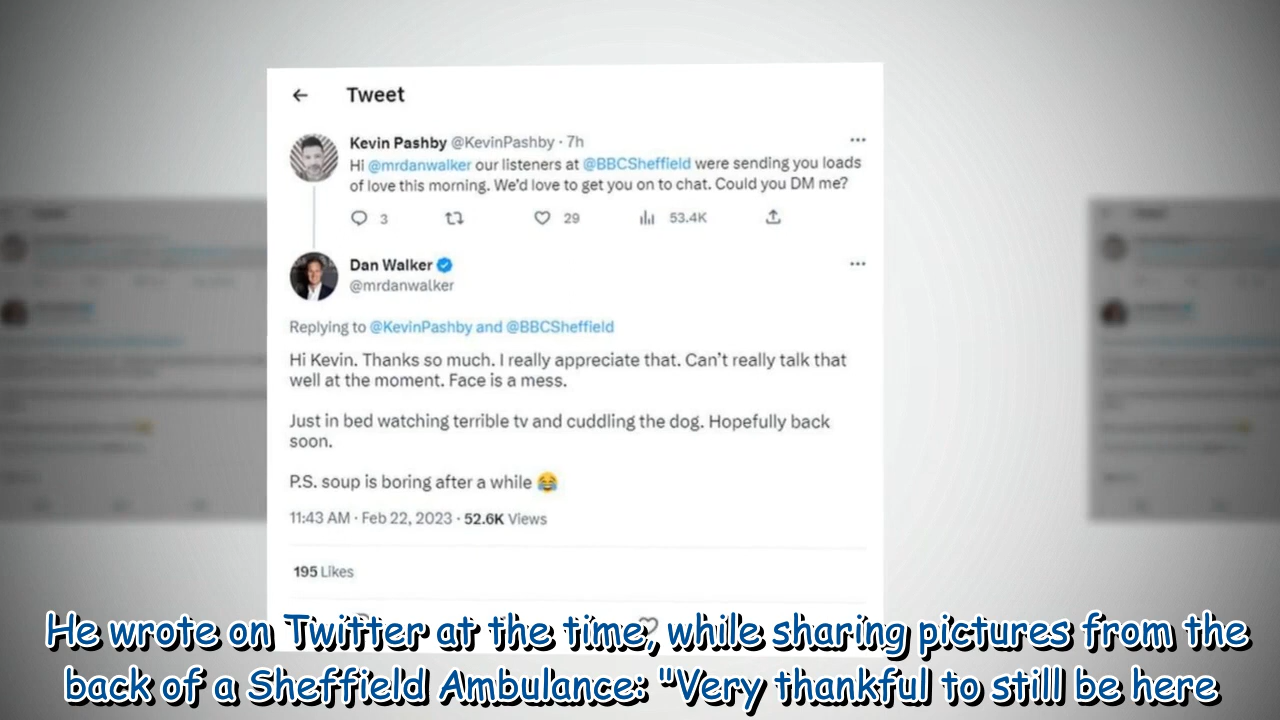 Tweet
Kevin Pashby @KevinPashby · 7h
Hi @mrdanwalker our listeners at @BBCSheffield were sending you loads
of love this morning. We'd love to get you on to chat. Could you DM me?
3 29 53.4K
Dan Walker
@mrdanwalker
Replying to @KevinPashby and @BBCSheffield
Hi Kevin. Thanks so much. I really appreciate that. Can't really talk that
well at the moment. Face is a mess.
Just in bed watching terrible tv and cuddling the dog. Hopefully back
soon.
P.S. soup is boring after a while 😂
11:43 AM · Feb 22, 2023 · 52.6K Views
195 Likes
He wrote on Twitter at the time, while sharing pictures from the
back of a Sheffield Ambulance: "Very thankful to still be here